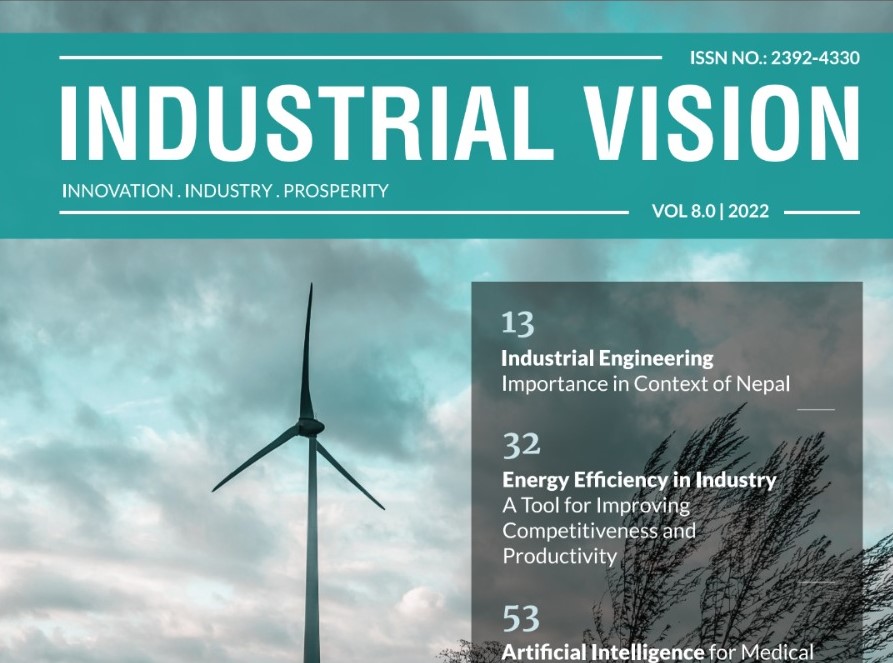 ISSN NO.: 2392-4330
INDUSTRIAL VISION
INNOVATION . INDUSTRY . PROSPERITY
VOL 8.0 | 2022
13
Industrial Engineering
Importance in Context of Nepal
32
Energy Efficiency in Industry
A Tool for Improving
Competitiveness and
Productivity
53
Artificial Intelligence for Medical